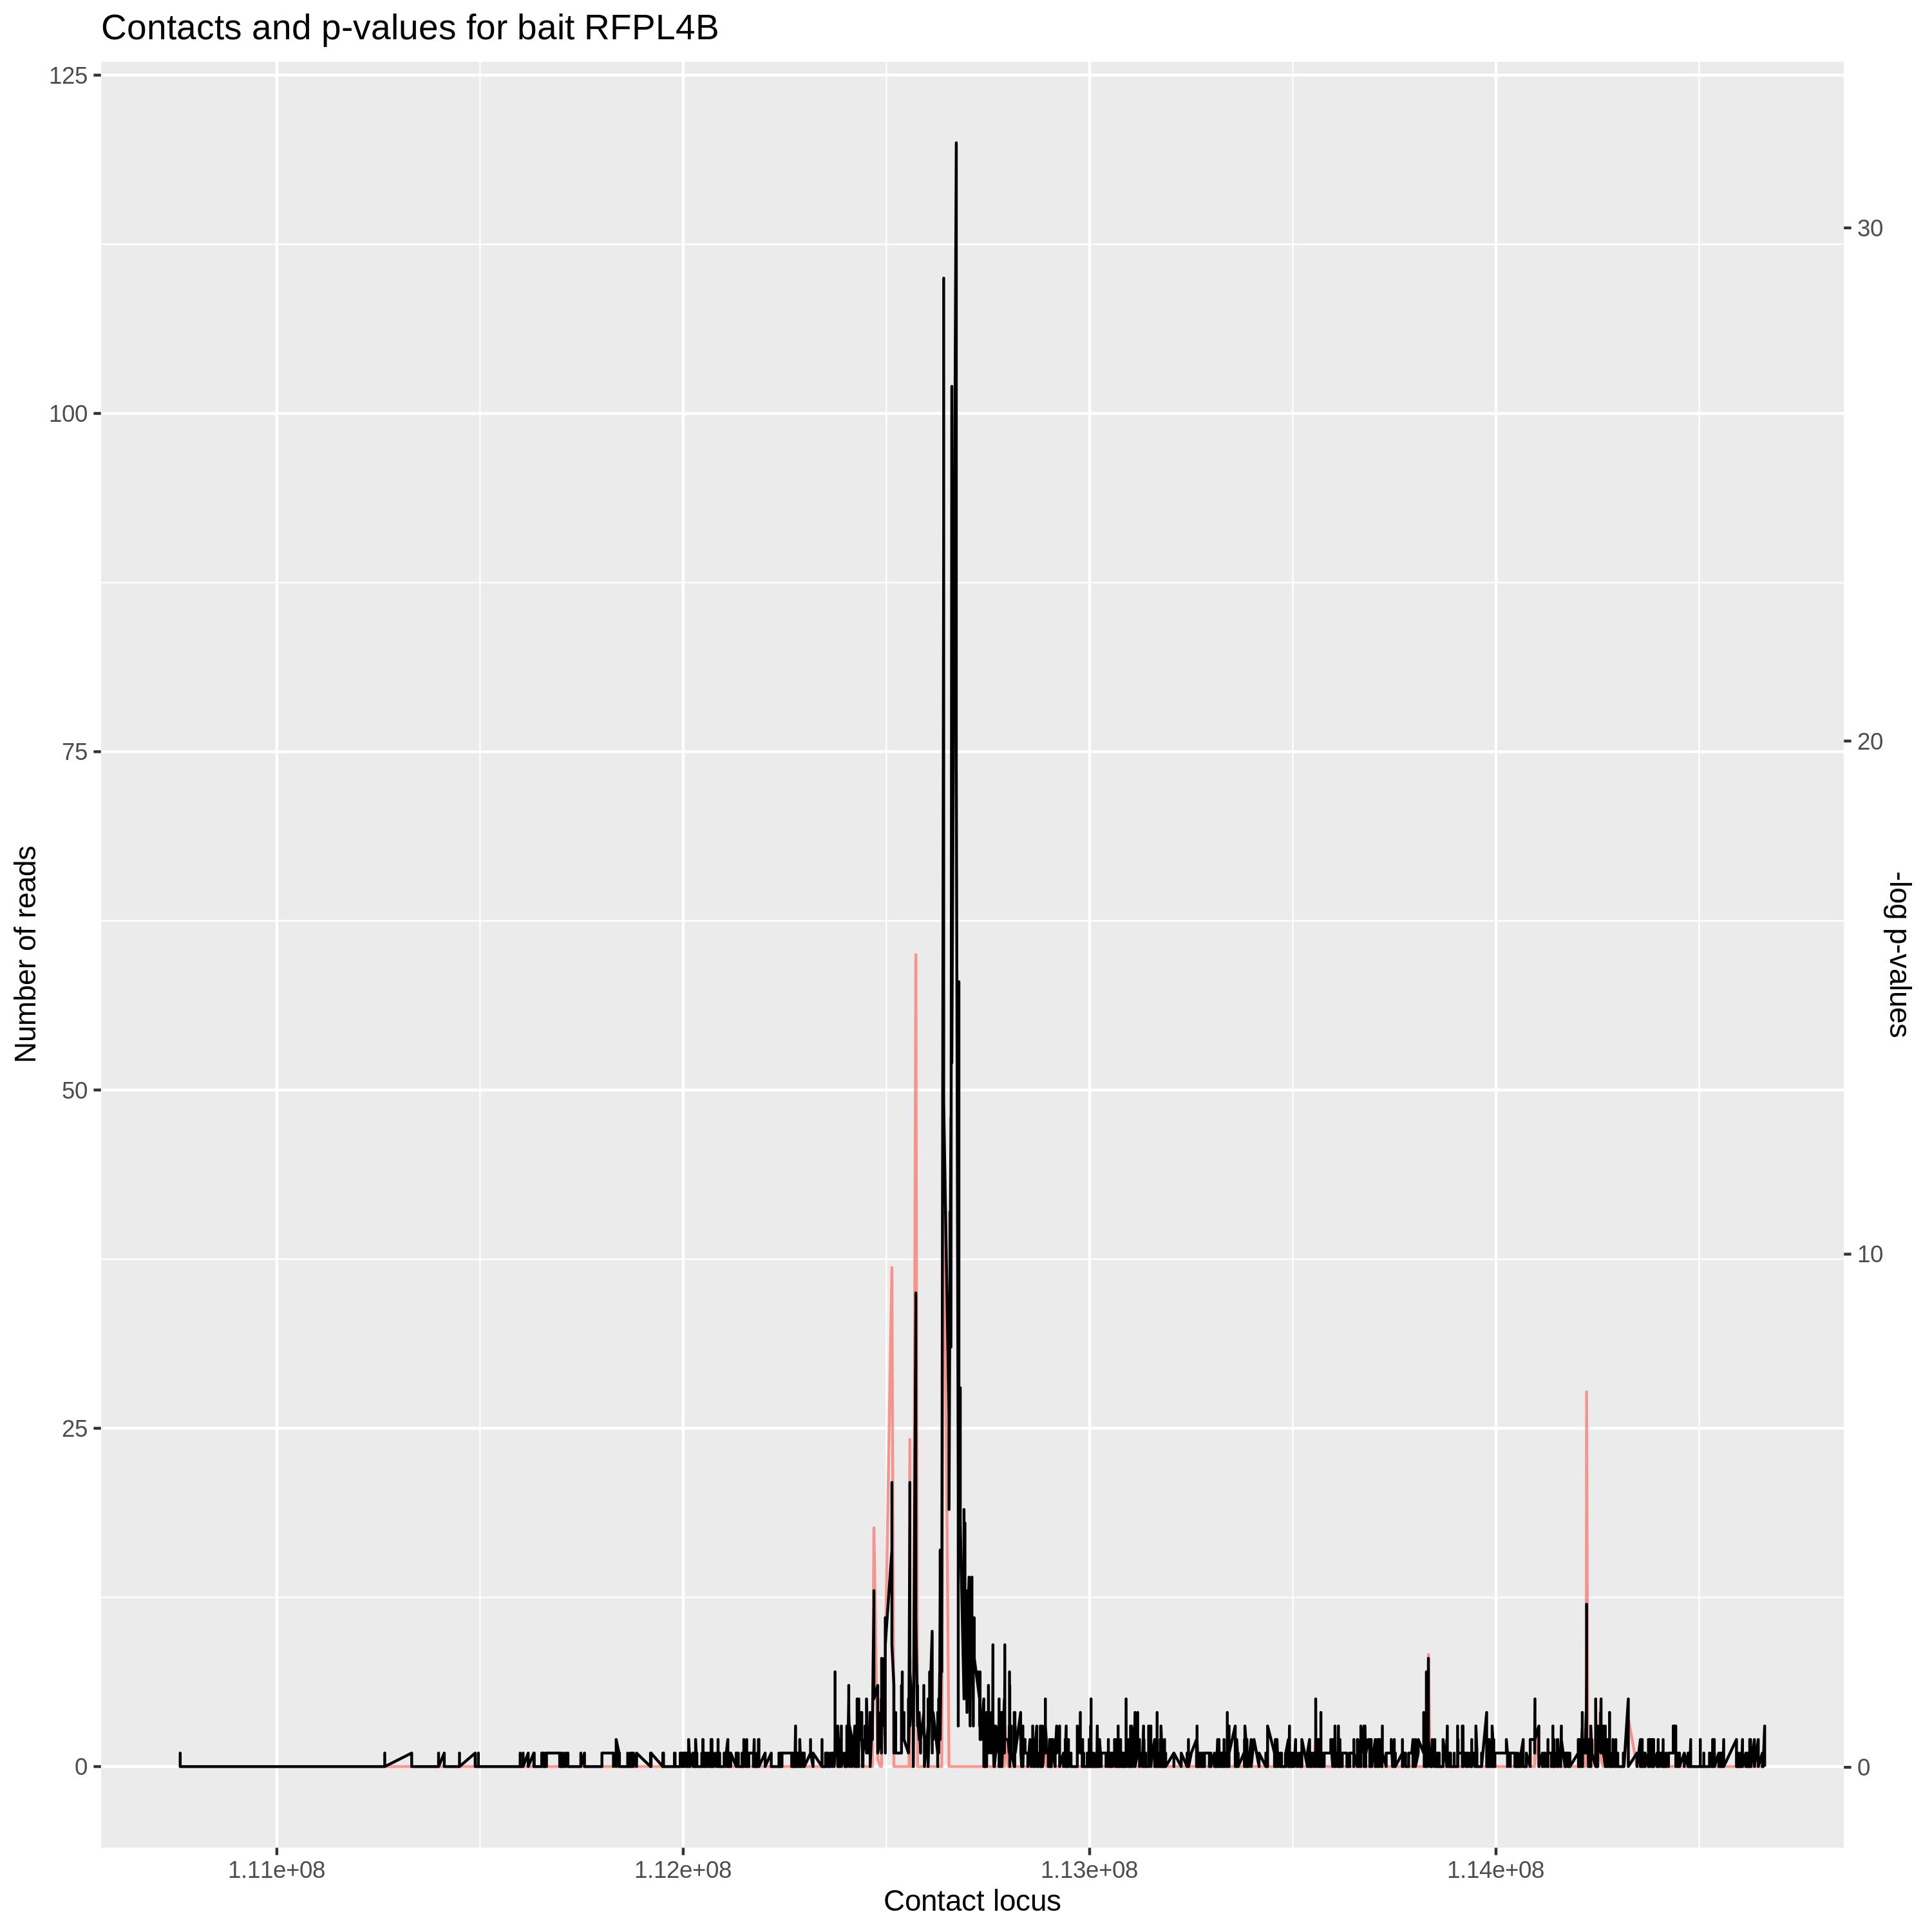 Contacts and p-values for bait RFPL4B
125
100
75
50
25
0
Number of reads
30
20
10
0
-log p-values
1.11e+08 1.12e+08 1.13e+08 1.14e+08
Contact locus